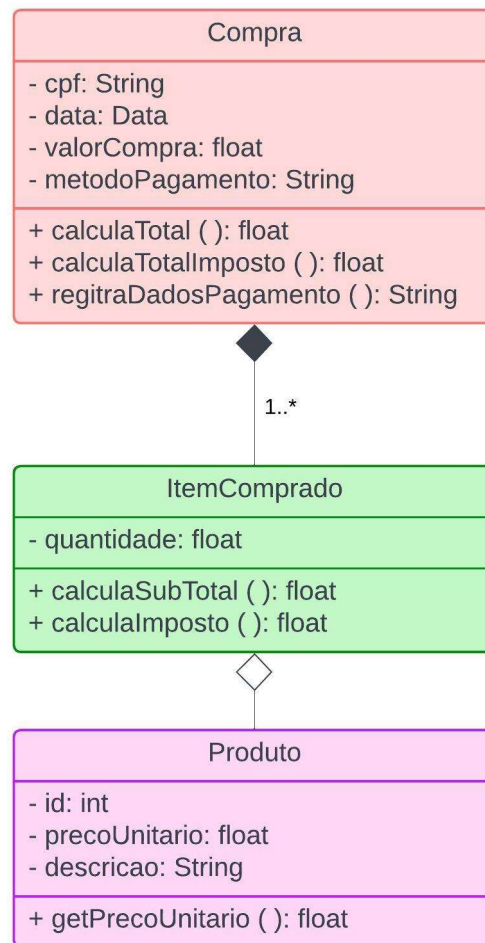 Compra
- cpf: String
- data: Data
- valorCompra: float
- metodoPagamento: String
+ calculaTotal ( ): float
+ calculaTotalImposto ( ): float
+ regitraDadosPagamento ( ): String
1..*
ItemComprado
- quantidade: float
+ calculaSubTotal ( ): float
+ calculaImposto ( ): float
Produto
- id: int
- precoUnitario: float
- descricao: String
+ getPrecoUnitario ( ): float